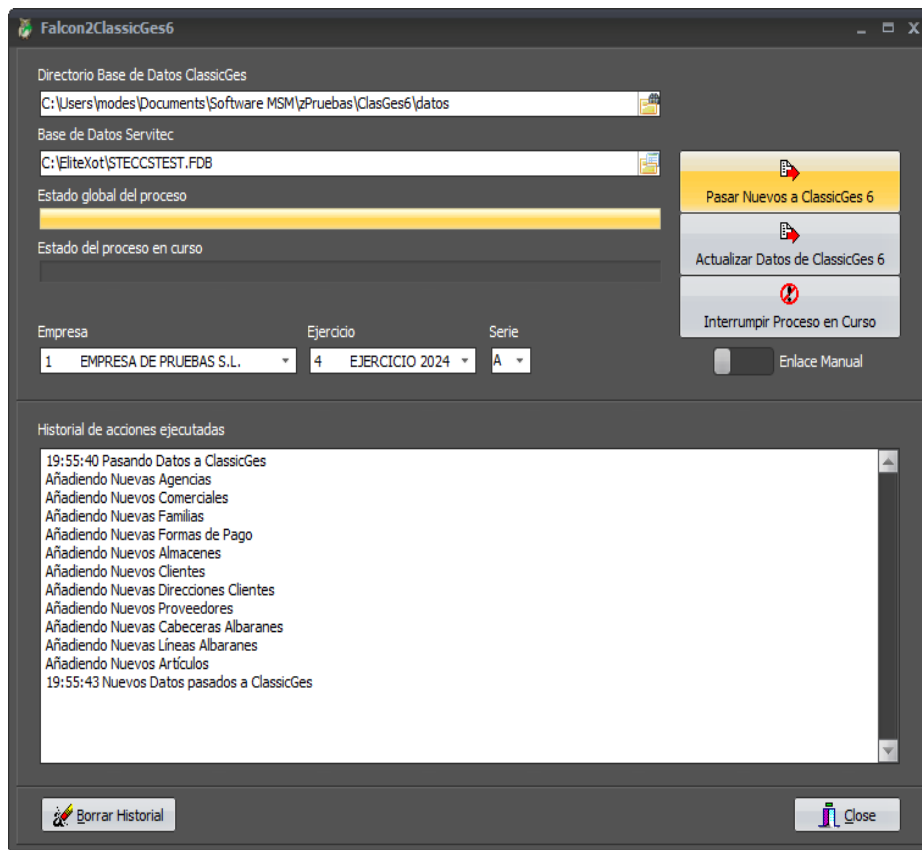 Falcon2ClassicGes6
Directorio Base de Datos ClassicGes
C:\Users\modes\Documents\Software MSM\zPruebas\ClasGes6\datos
Base de Datos Servitec
C:\EliteXot\STECCSTEST.FDB
Estado global del proceso
Pasar Nuevos a ClassicGes 6
Estado del proceso en curso
Actualizar Datos de ClassicGes 6
Interrumpir Proceso en Curso
Empresa Ejercicio Serie
1 EMPRESA DE PRUEBAS S.L. 4 EJERCICIO 2024 A
Enlace Manual
Historial de acciones ejecutadas
19:55:40 Pasando Datos a ClassicGes
Añadiendo Nuevas Agencias
Añadiendo Nuevos Comerciales
Añadiendo Nuevas Familias
Añadiendo Nuevas Formas de Pago
Añadiendo Nuevos Almacenes
Añadiendo Nuevos Clientes
Añadiendo Nuevas Direcciones Clientes
Añadiendo Nuevos Proveedores
Añadiendo Nuevas Cabeceras Albaranes
Añadiendo Nuevas Líneas Albaranes
Añadiendo Nuevos Artículos
19:55:43 Nuevos Datos pasados a ClassicGes
Borrar Historial
Close